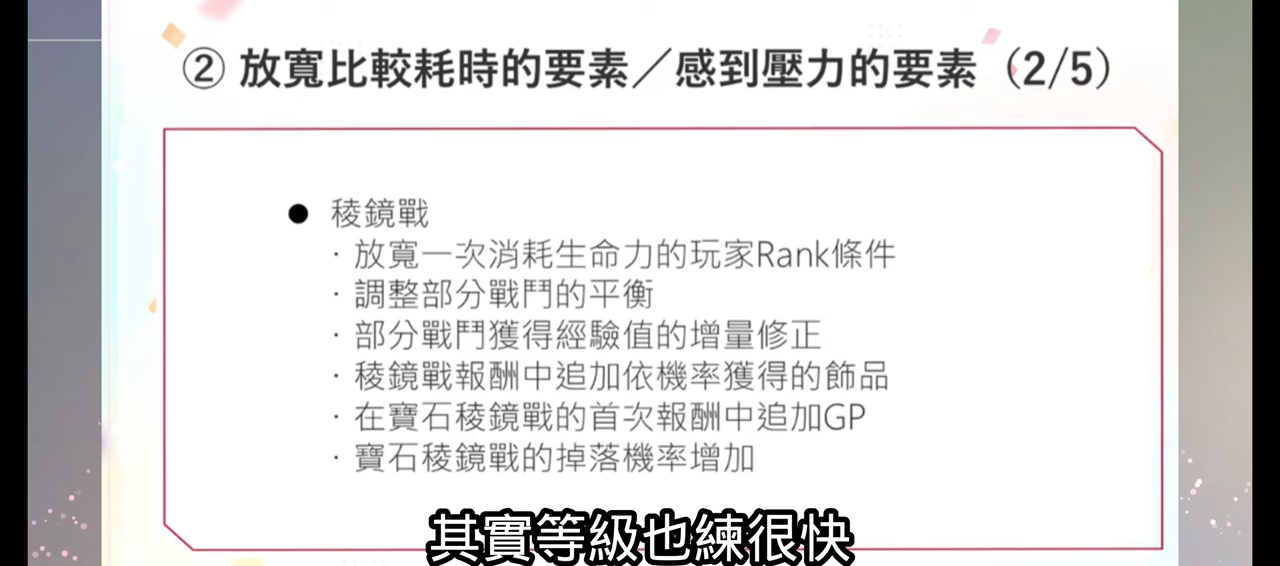 ② 放寬比較耗時的要素／感到壓力的要素（2/5）
● 稜鏡戰
· 放寬一次消耗生命力的玩家Rank條件
· 調整部分戰鬥的平衡
· 部分戰鬥獲得經驗值的增量修正
· 稜鏡戰報酬中追加依機率獲得的飾品
· 在寶石稜鏡戰的首次報酬中追加GP
· 寶石稜鏡戰的掉落機率增加
其實等級也練很快